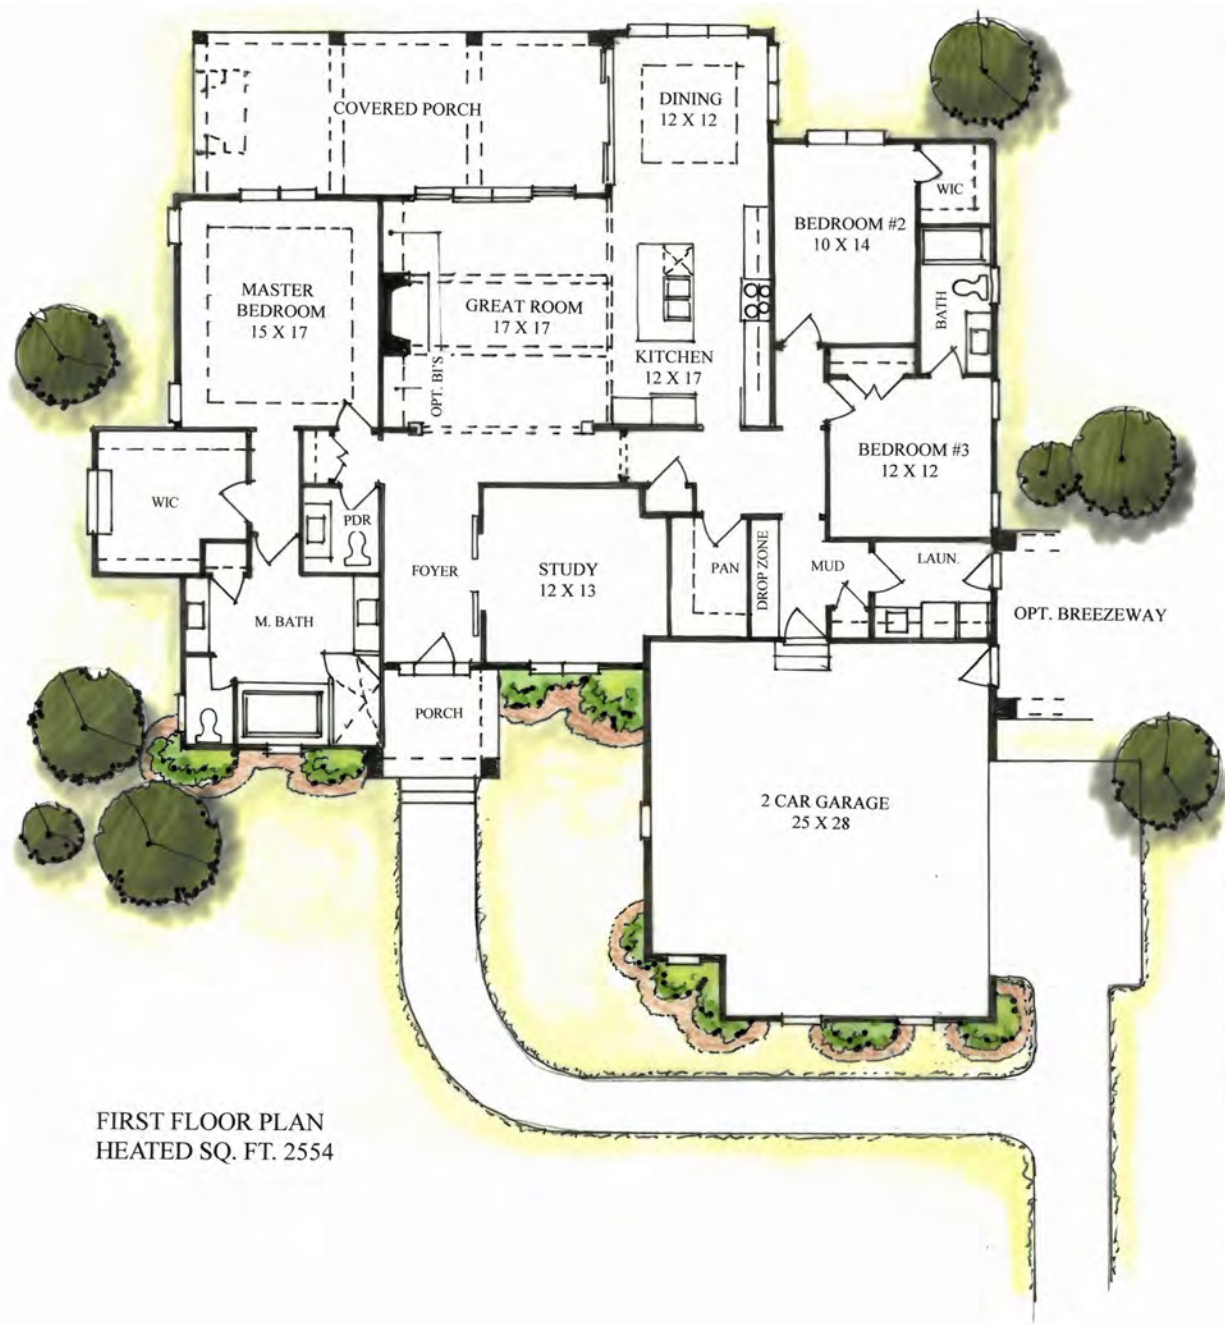 DINING
12 X 12
COVERED PORCH
WIC
BEDROOM #2
10 X 14
MASTER
BEDROOM
15 X 17
GREAT ROOM
17 X 17
BATH
KITCHEN
12 X 17
OPT. BI'S
BEDROOM #3
12 X 12
WIC
PDR
FOYER
STUDY
12 X 13
PAN
DROP ZONE
MUD
LAUN.
OPT. BREEZEWAY
M. BATH
PORCH
2 CAR GARAGE
25 X 28
FIRST FLOOR PLAN
HEATED SQ. FT. 2554